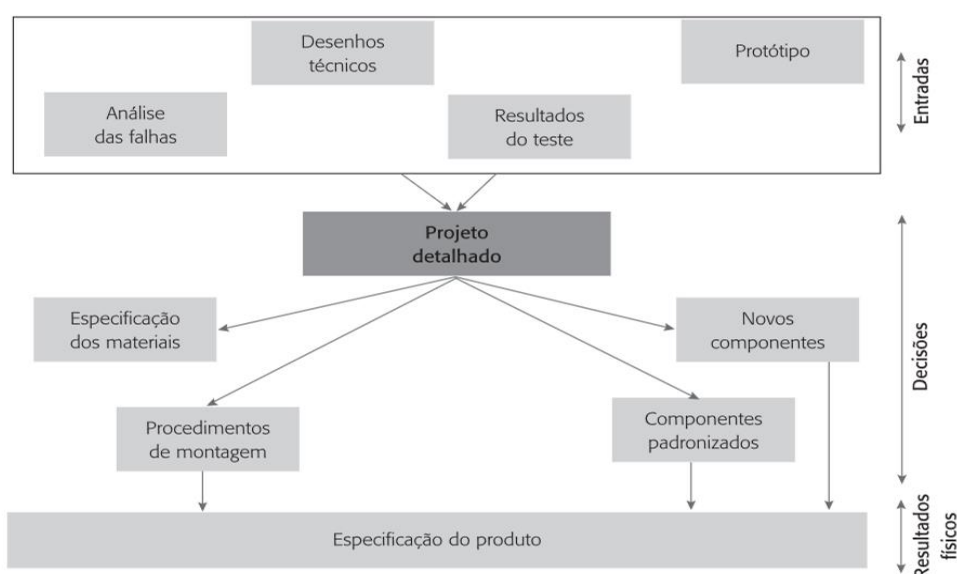 Desenhos
técnicos
Protótipo
Entradas
Análise
das falhas
Resultados
do teste
Projeto
detalhado
Especificação
dos materiais
Novos
componentes
Decisões
Procedimentos
de montagem
Componentes
padronizados
Especificação do produto
Resultados
físicos